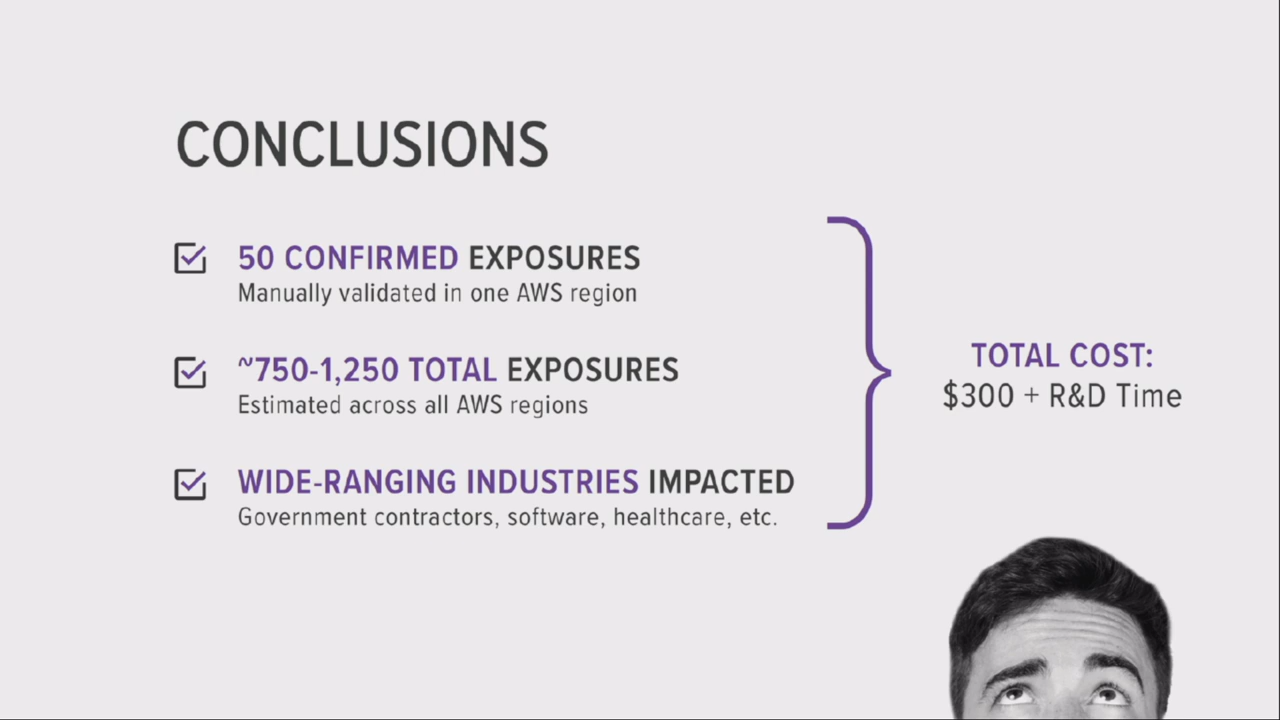 CONCLUSIONS
50 CONFIRMED EXPOSURES
Manually validated in one AWS region
~750-1,250 TOTAL EXPOSURES
Estimated across all AWS regions
WIDE-RANGING INDUSTRIES IMPACTED
Government contractors, software, healthcare, etc.
TOTAL COST:
$300 + R&D Time